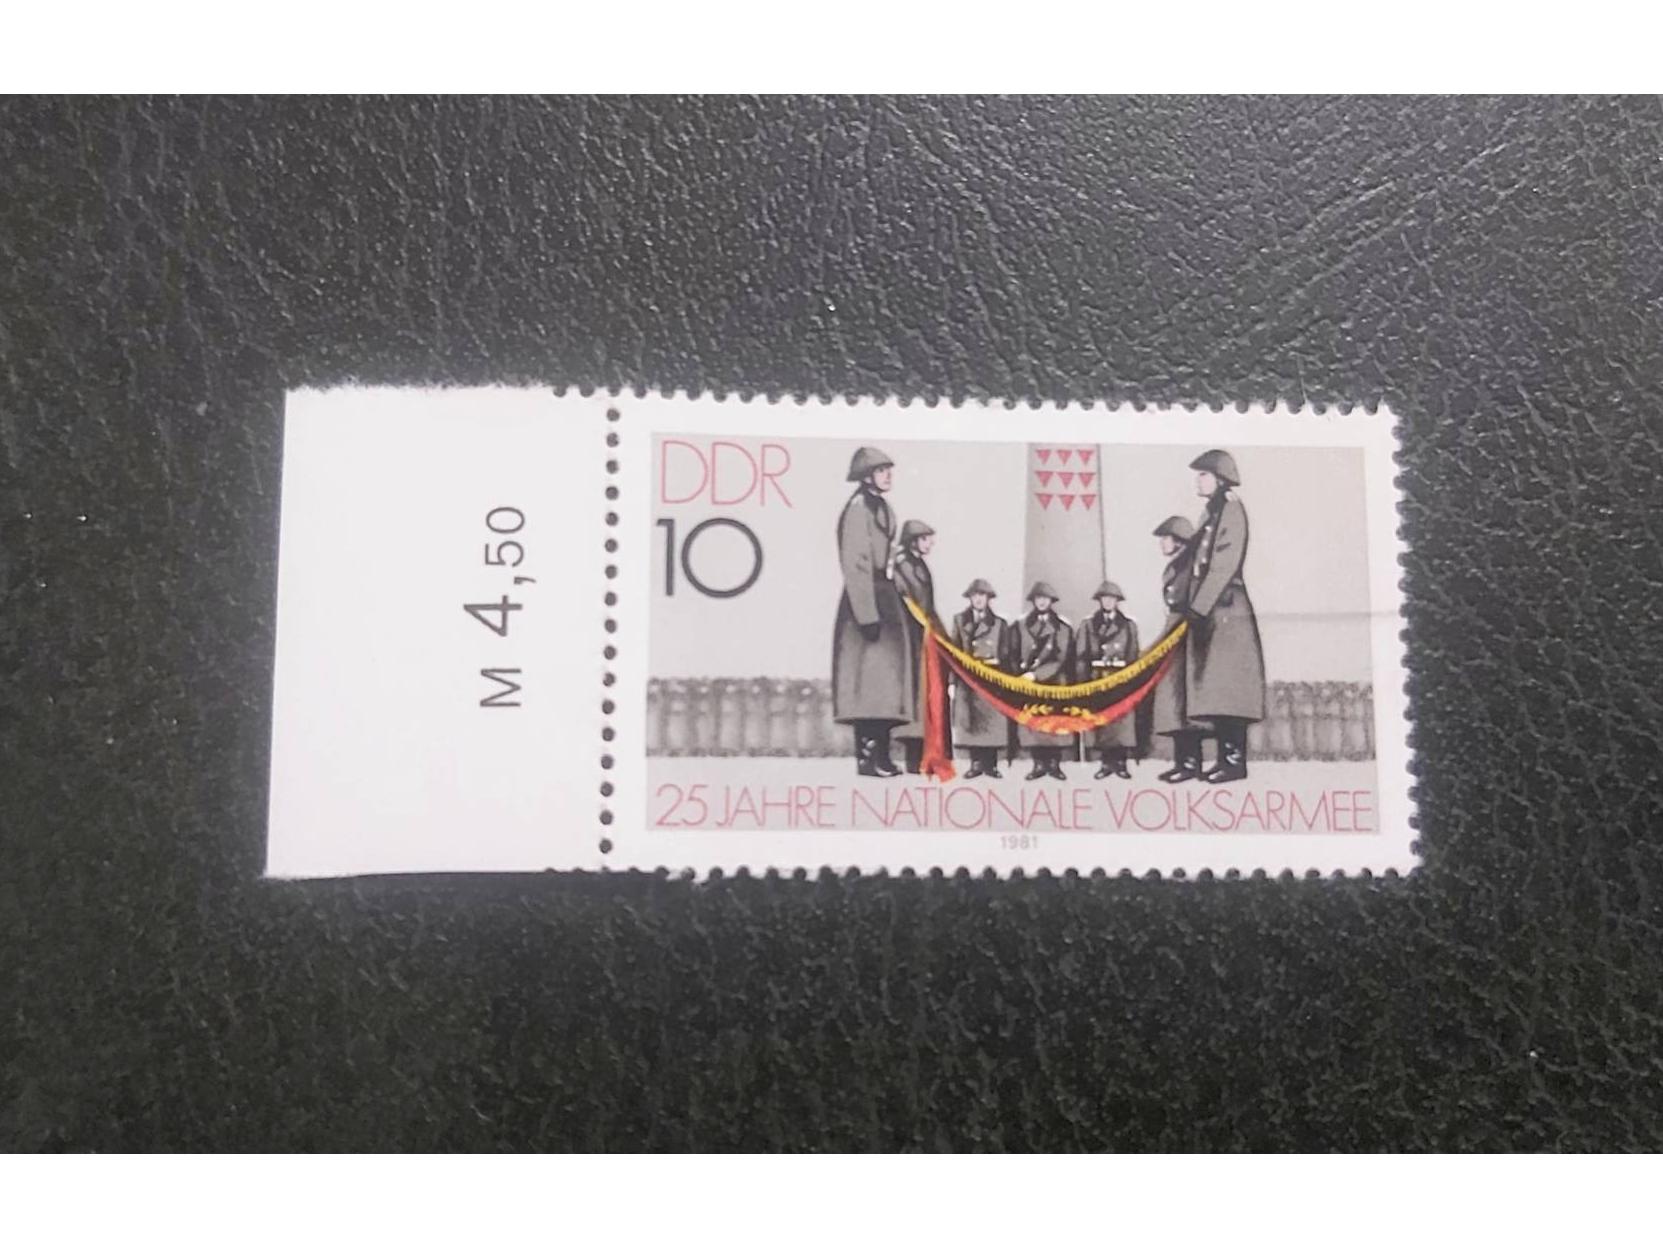 M 4,50
DDR
10
25 JAHRE NATIONALE VOLKSARMEE
1981